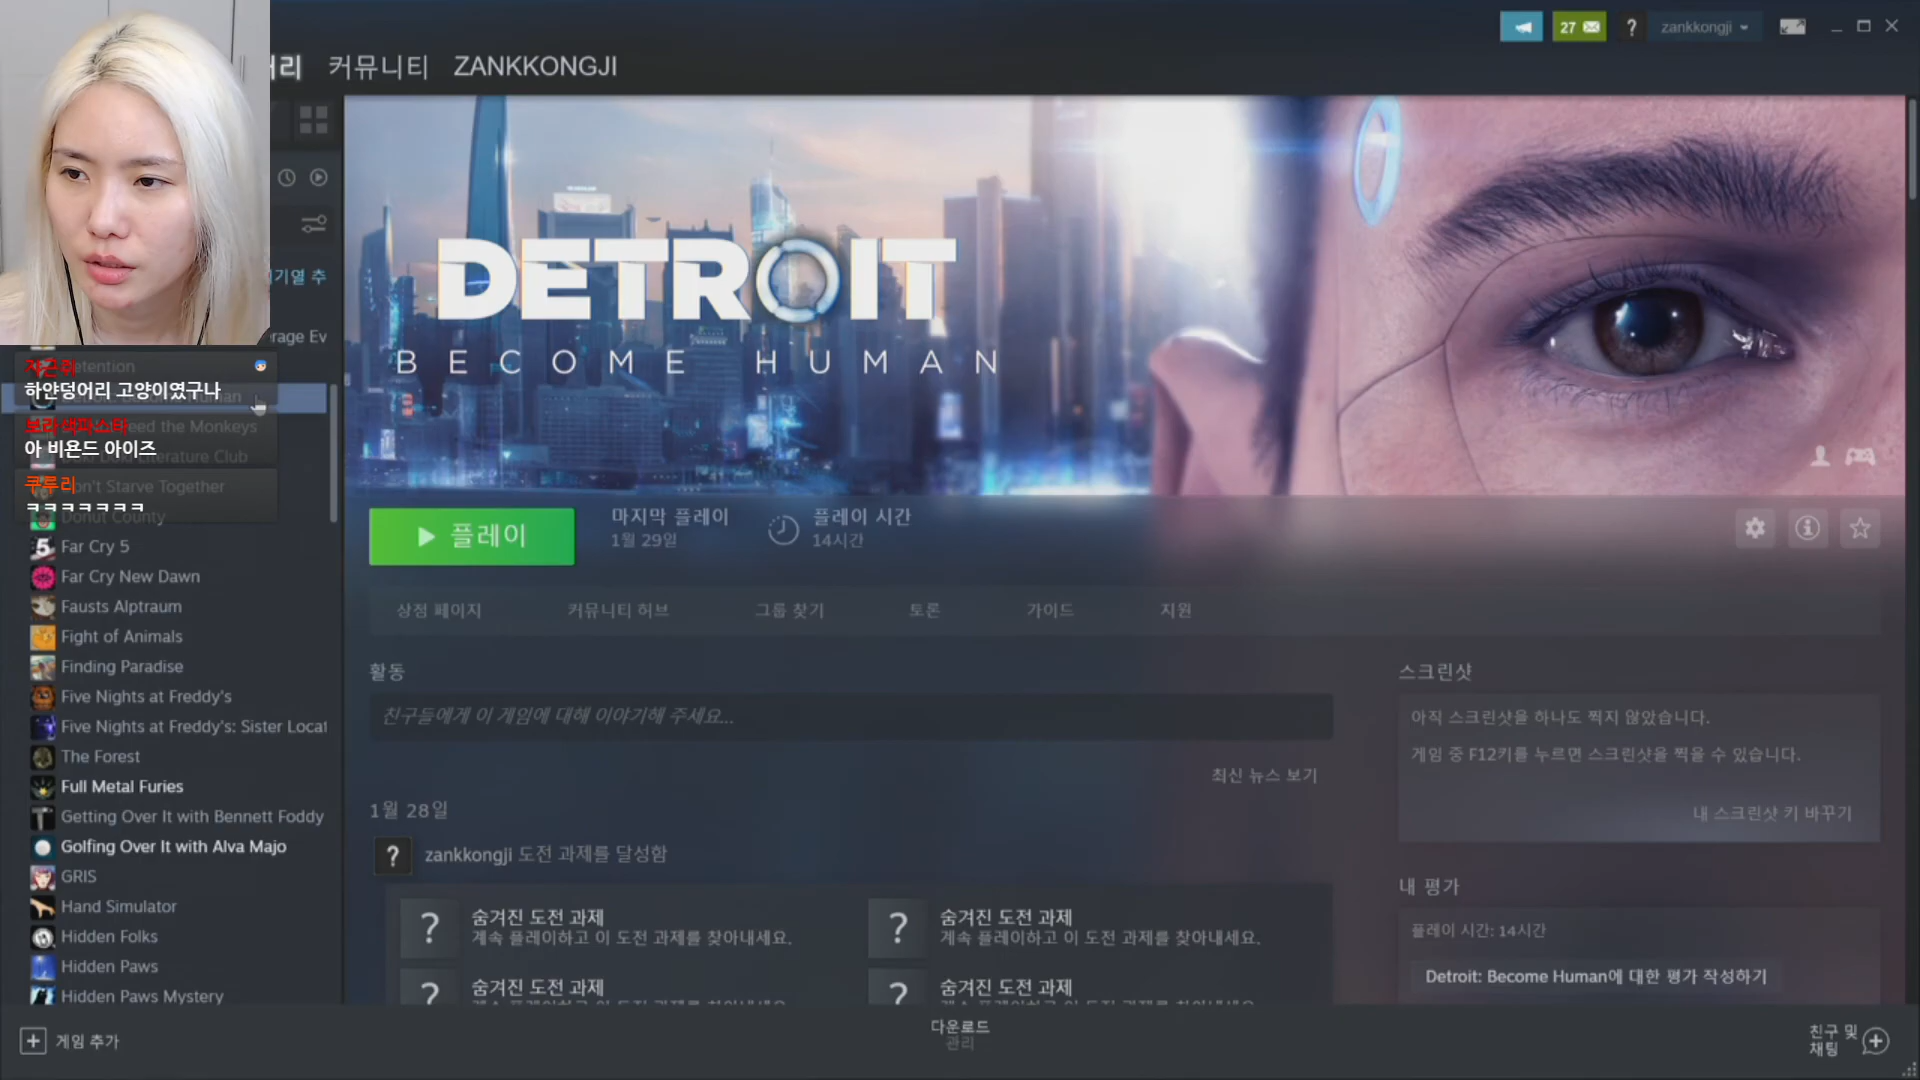 27
?
zankkongji
커뮤니티
ZANKKONGJI
DETROIT
BECOME HUMAN
기열 추
rage Ev
etention
하얀덩어리 고양이였구나
eed the Monkeys
아 비욘드 아이즈
Literature Club
쿠루리
on't Starve Together
ㅋㅋㅋㅋㅋㅋㅋ
Donut County
Far Cry 5
Far Cry New Dawn
Fausts Alptraum
Fight of Animals
Finding Paradise
Five Nights at Freddy's
Five Nights at Freddy's: Sister Locat
The Forest
Full Metal Furies
Getting Over It with Bennett Foddy
Golfing Over It with Alva Majo
GRIS
Hand Simulator
Hidden Folks
Hidden Paws
Hidden Paws Mystery
게임 추가
플레이
마지막 플레이
1월 29일
플레이 시간
14시간
상점 페이지
커뮤니티 허브
그룹 찾기
토론
가이드
지원
활동
친구들에게 이 게임에 대해 이야기해 주세요...
최신 뉴스 보기
1월 28일
?
zankkongji 도전 과제를 달성함
?
숨겨진 도전 과제
계속 플레이하고 이 도전 과제를 찾아내세요.
?
숨겨진 도전 과제
계속 플레이하고 이 도전 과제를 찾아내세요.
?
숨겨진 도전 과제
?
숨겨진 도전 과제
스크린샷
아직 스크린샷을 하나도 찍지 않았습니다.
게임 중 F12키를 누르면 스크린샷을 찍을 수 있습니다.
내 스크린샷 키 바꾸기
내 평가
플레이 시간: 14시간
Detroit: Become Human에 대한 평가 작성하기
다운로드
관리
친구 및
채팅